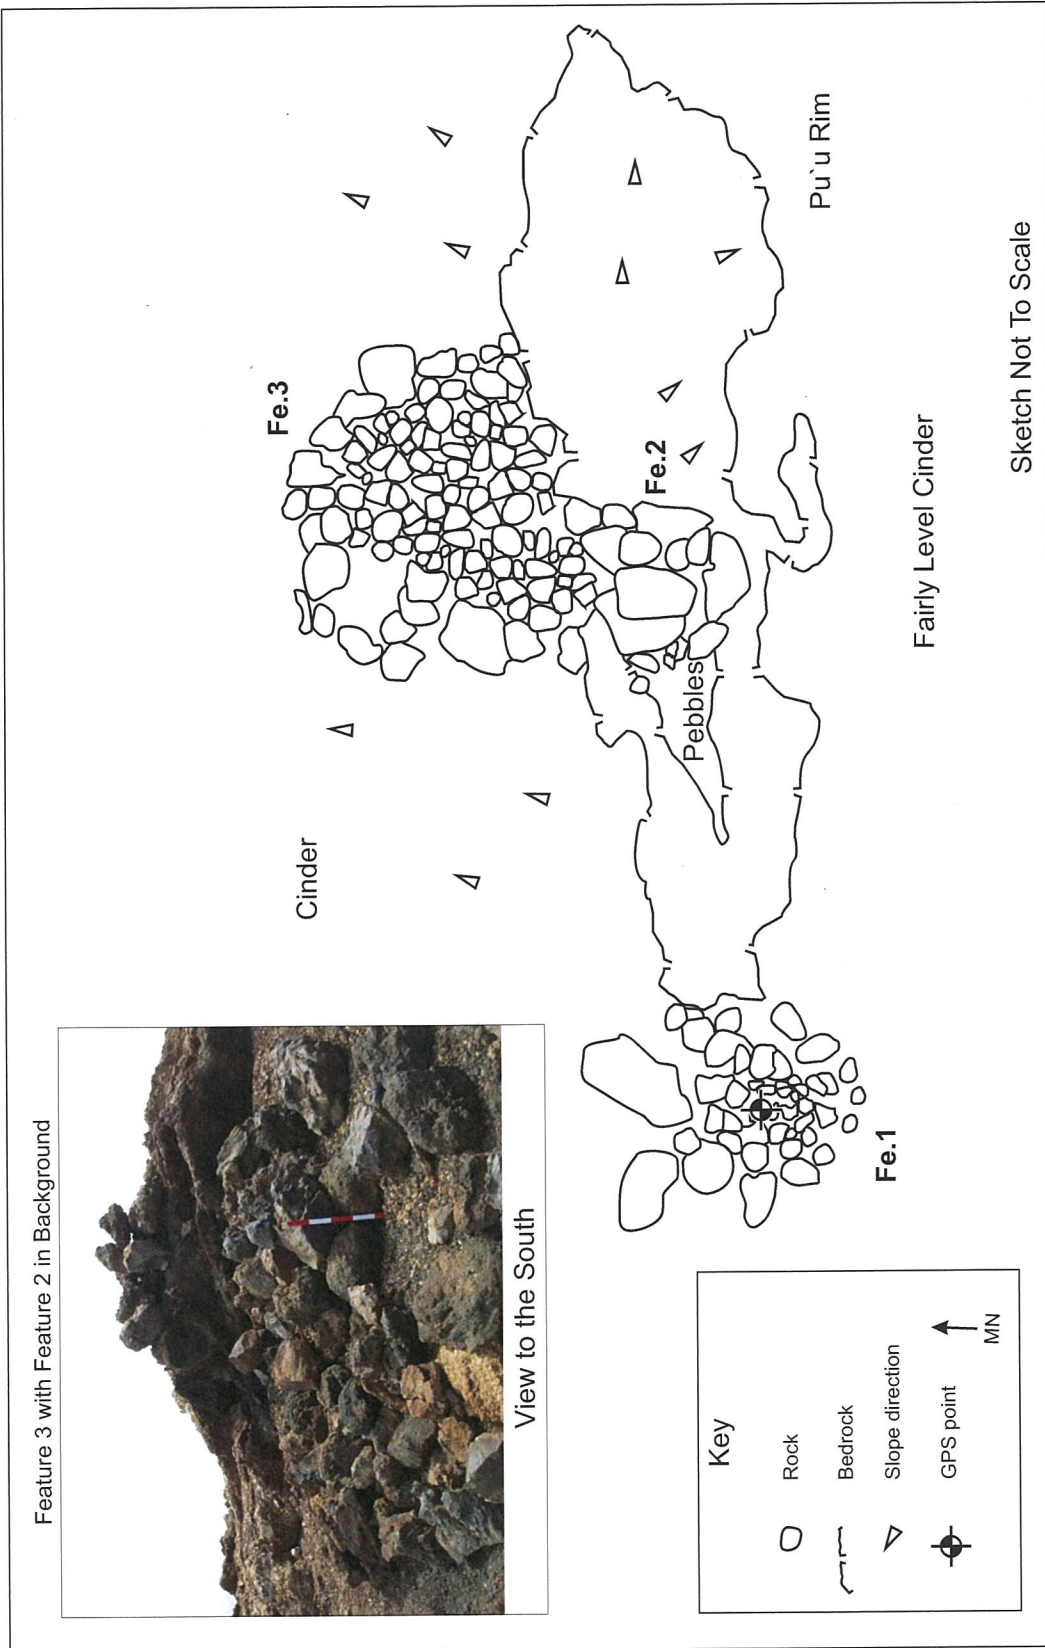 Feature 3 with Feature 2 in Background
View to the South
Cinder
Fe.3
Fe.2
Pebbles
Fe.1
Pu`u Rim
Fairly Level Cinder
Sketch Not To Scale
Key
Rock
Bedrock
Slope direction
GPS point
MN